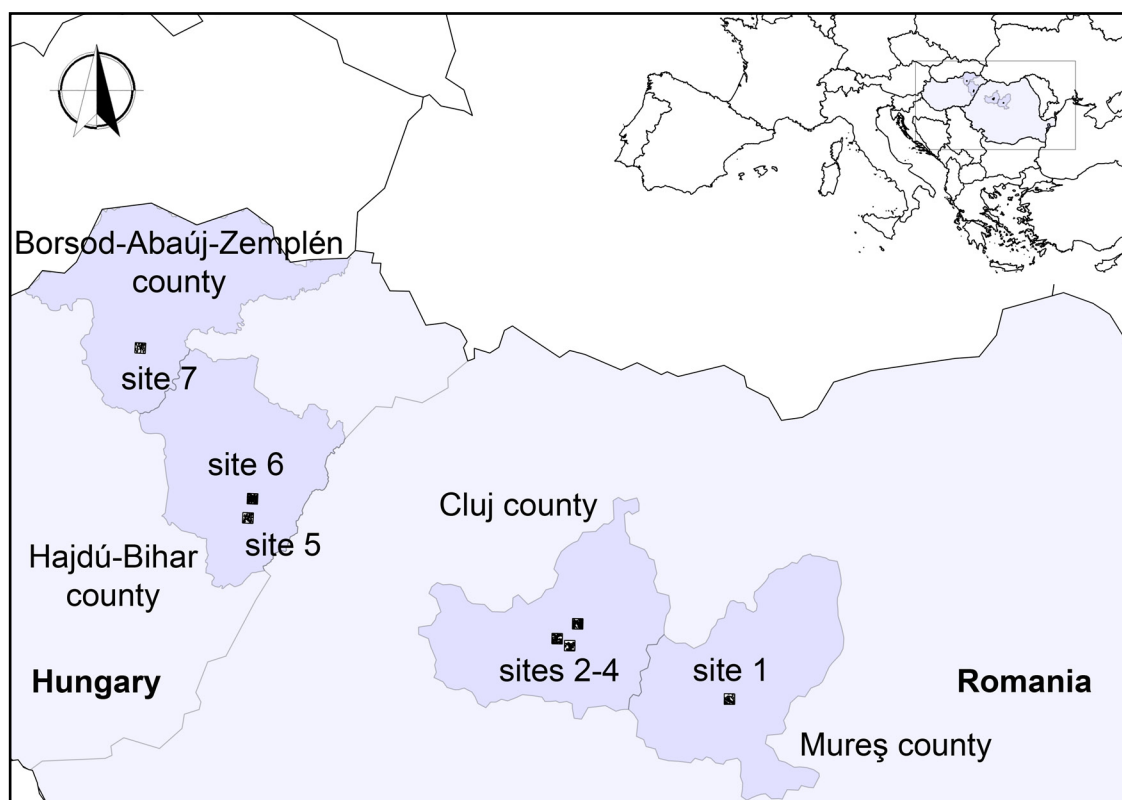 Borsod-Abaúj-Zemplén
county
site 7
site 6
Cluj county
site 5
Hajdú-Bihar
county
sites 2-4
site 1
Hungary
Romania
Mureş county